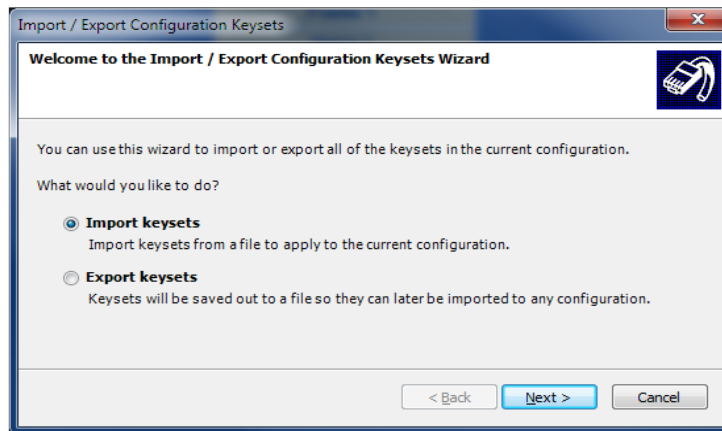 Import / Export Configuration Keysets
Welcome to the Import / Export Configuration Keysets Wizard
You can use this wizard to import or export all of the keysets in the current configuration.
What would you like to do?
Import keysets
Import keysets from a file to apply to the current configuration.
Export keysets
Keysets will be saved out to a file so they can later be imported to any configuration.
< Back Next > Cancel